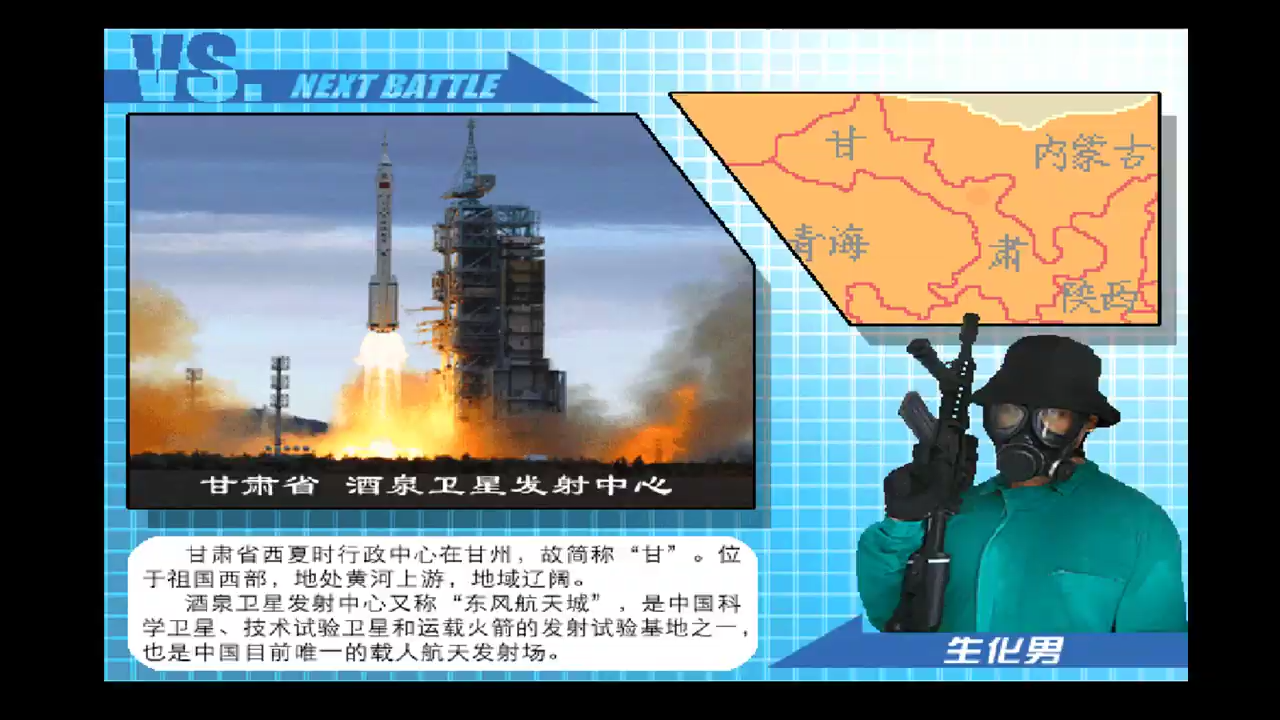 VS. NEXT BATTLE
甘
内蒙古
青海
肃
陕西
甘肃省 酒泉卫星发射中心
甘肃省西夏时行政中心在甘州，故简称“甘”。位
于祖国西部，地处黄河上游，地域辽阔。
酒泉卫星发射中心又称“东风航天城”，是中国科
学卫星、技术试验卫星和运载火箭的发射试验基地之一，
也是中国目前唯一的载人航天发射场。
生化男